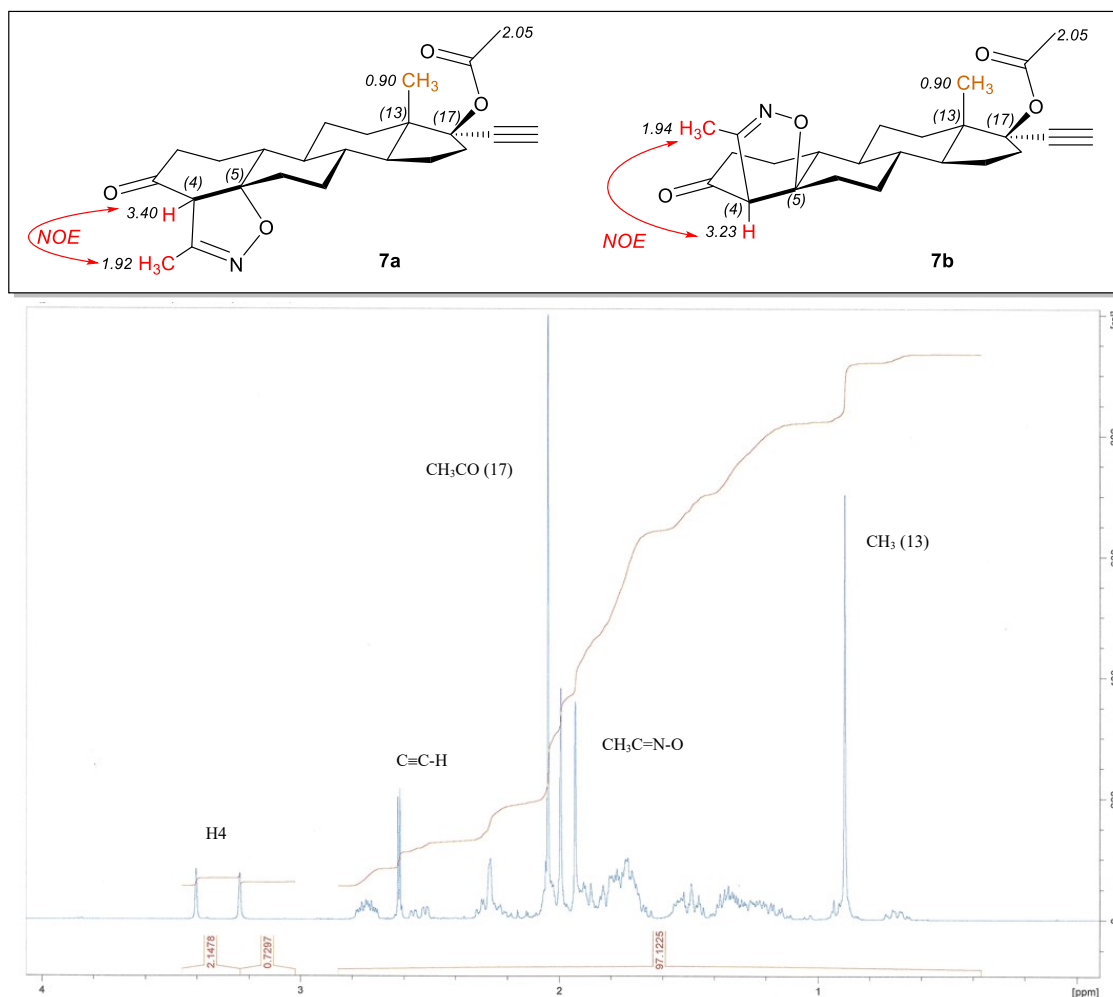 O
2.05
O
0.90 CH₃
(13)
(17)
O
(4)
(5)
3.40 H
O
NOE
1.92 H₃C
N
7a
O
2.05
O
0.90 CH₃
N
O
(13)
(17)
1.94 H₃C
O
(4)
(5)
3.23 H
NOE
7b
CH₃CO (17)
CH₃ (13)
CH₃C=N-O
C≡C-H
H4
2.1478
0.7297
97.1225
4
3
2
1
[ppm]